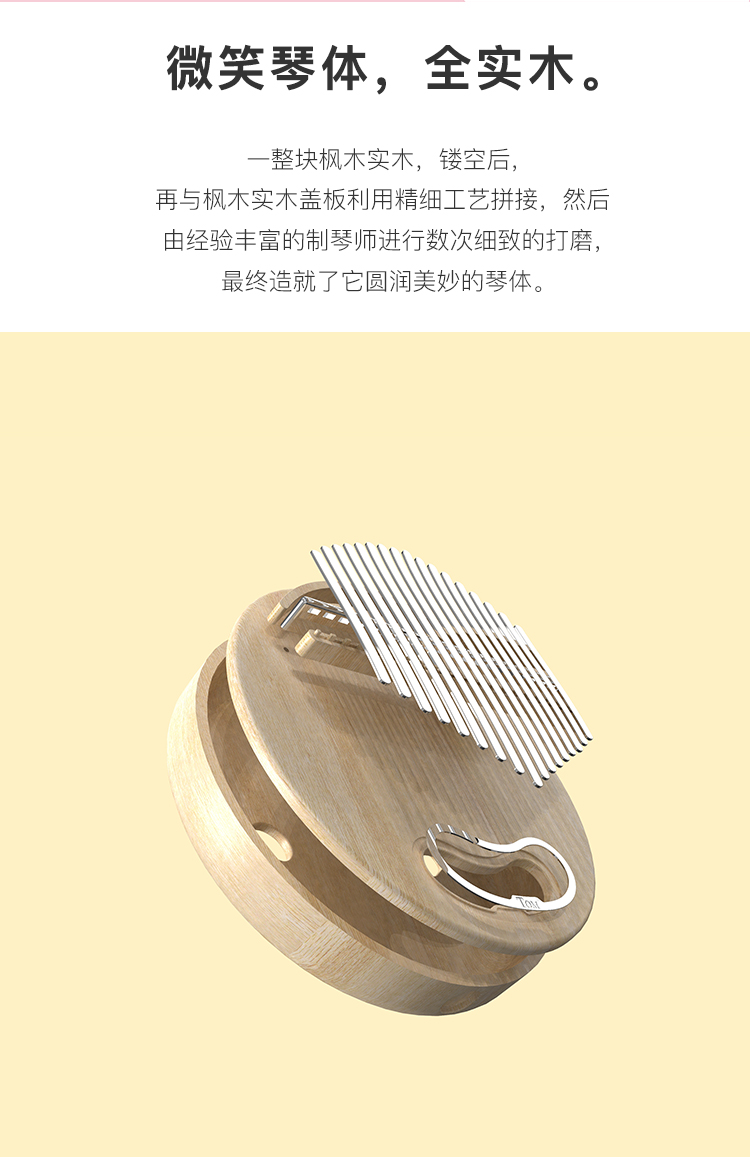 微笑琴体，全实木。
一整块枫木实木，镂空后，
再与枫木实木盖板利用精细工艺拼接，然后
由经验丰富的制琴师进行数次细致的打磨，
最终造就了它圆润美妙的琴体。
TOM